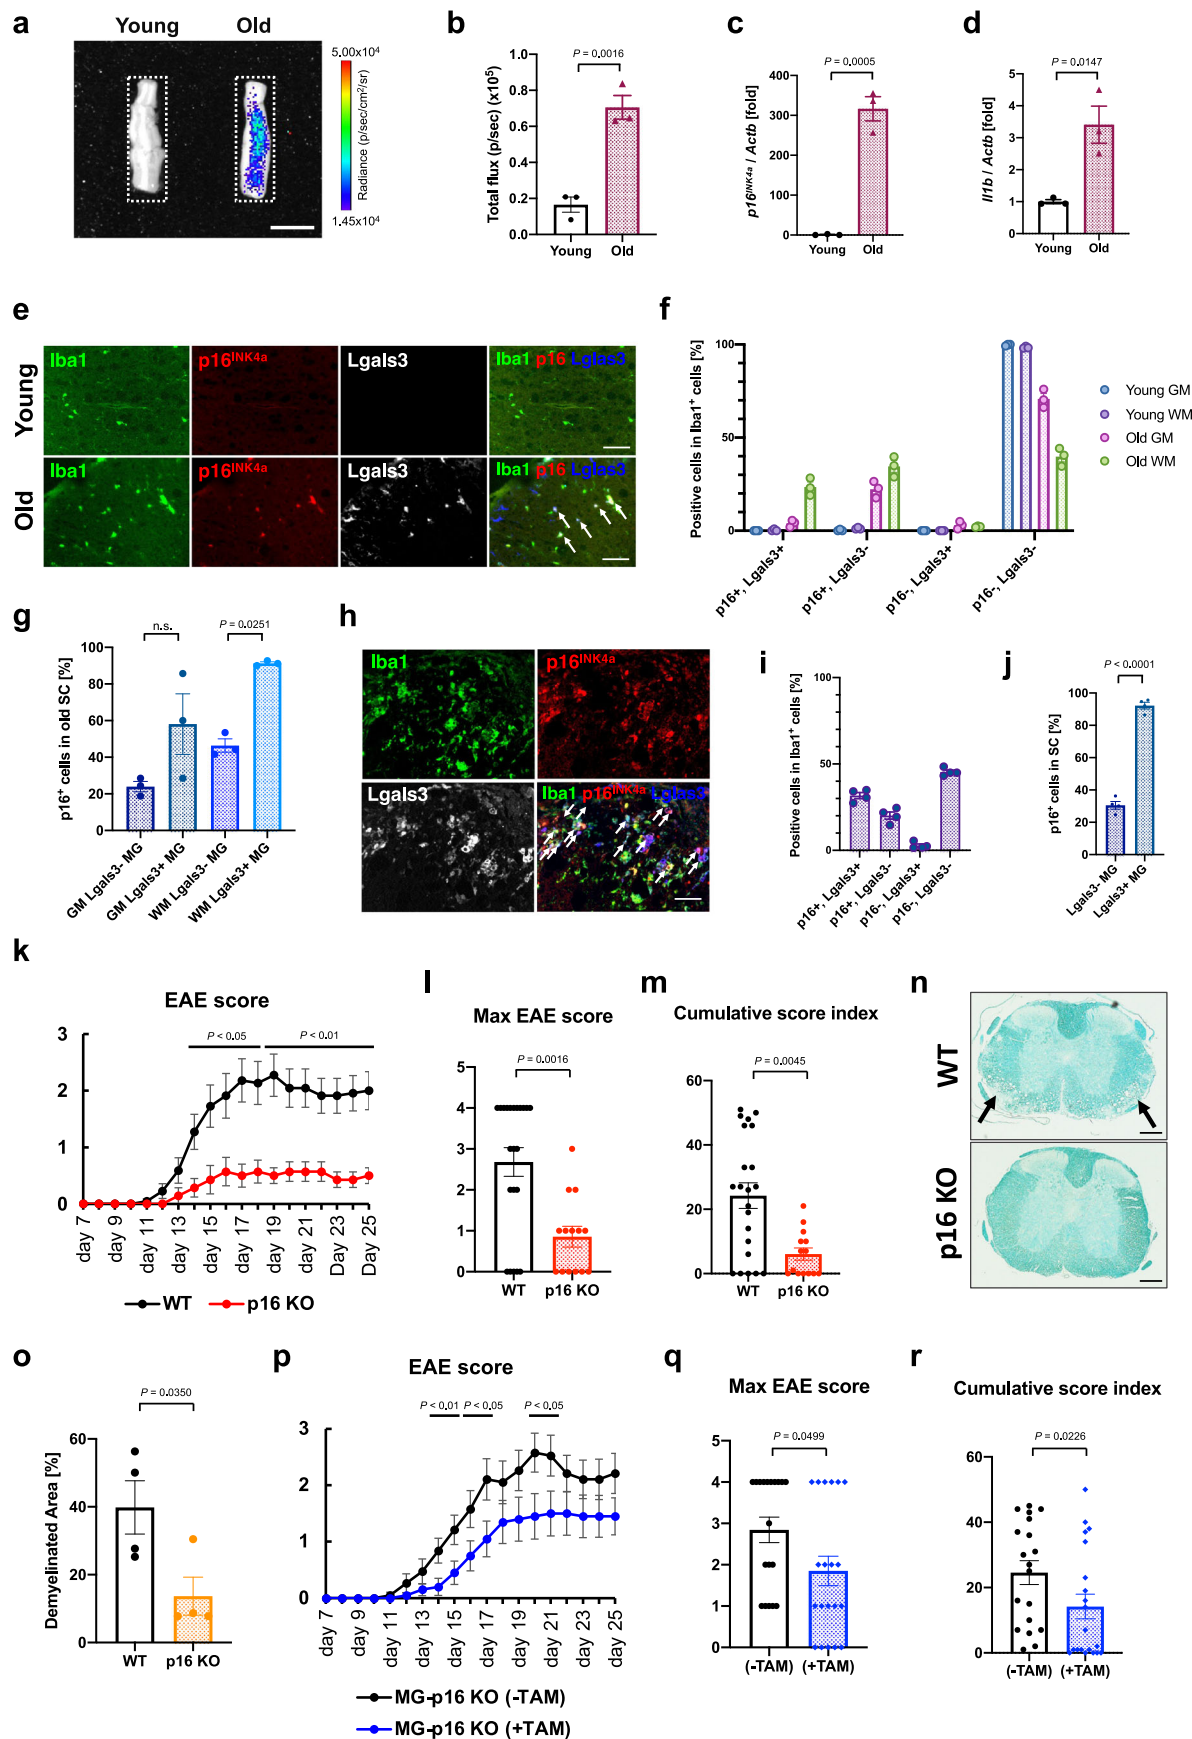 a
Young
Old
5.00x10⁴
Radiance (p/sec/cm²/sr)
1.45x10⁴
b
P = 0.0016
Total flux (p/sec) (x10⁵)
1.0
0.8
0.6
0.4
0.2
0.0
Young
Old
c
P = 0.0005
p16ᴵᴺᴷ⁴ᵃ / Actb [fold]
400
300
200
100
0
Young
Old
d
P = 0.0147
Il1b / Actb [fold]
5
4
3
2
1
0
Young
Old
e
Young
Iba1
p16ᴵᴺᴷ⁴ᵃ
Lgals3
Iba1 p16 Lglas3
Old
Iba1
p16ᴵᴺᴷ⁴ᵃ
Lgals3
Iba1 p16 Lglas3
f
Positive cells in Iba1⁺ cells [%]
100
50
0
p16+, Lgals3+
p16+, Lgals3-
p16-, Lgals3+
p16-, Lgals3-
Young GM
Young WM
Old GM
Old WM
g
n.s.
P = 0.0251
p16⁺ cells in old SC [%]
100
80
60
40
20
0
GM Lgals3- MG
GM Lgals3+ MG
WM Lgals3- MG
WM Lgals3+ MG
h
Iba1
p16ᴵᴺᴷ⁴ᵃ
Lgals3
Iba1 p16ᴵᴺᴷ⁴ᵃ Lglas3
i
Positive cells in Iba1⁺ cells [%]
100
50
0
p16+, Lgals3+
p16+, Lgals3-
p16-, Lgals3+
p16-, Lgals3-
j
P < 0.0001
p16⁺ cells in SC [%]
100
80
60
40
20
0
Lgals3- MG
Lgals3+ MG
k
EAE score
P < 0.05
P < 0.01
3
2
1
0
day 7
day 9
day 11
day 13
day 15
day 17
day 19
day 21
Day 23
Day 25
WT
p16 KO
l
Max EAE score
P = 0.0016
5
4
3
2
1
0
WT
p16 KO
m
Cumulative score index
P = 0.0045
80
60
40
20
0
WT
p16 KO
n
WT
p16 KO
o
P = 0.0350
Demyelinated Area [%]
60
40
20
0
WT
p16 KO
p
EAE score
P < 0.01
P < 0.05
P < 0.05
3
2
1
0
day 7
day 9
day 11
day 13
day 15
day 17
day 19
day 21
day 23
day 25
MG-p16 KO (-TAM)
MG-p16 KO (+TAM)
q
Max EAE score
P = 0.0499
5
4
3
2
1
0
(-TAM)
(+TAM)
r
Cumulative score index
P = 0.0226
60
40
20
0
(-TAM)
(+TAM)